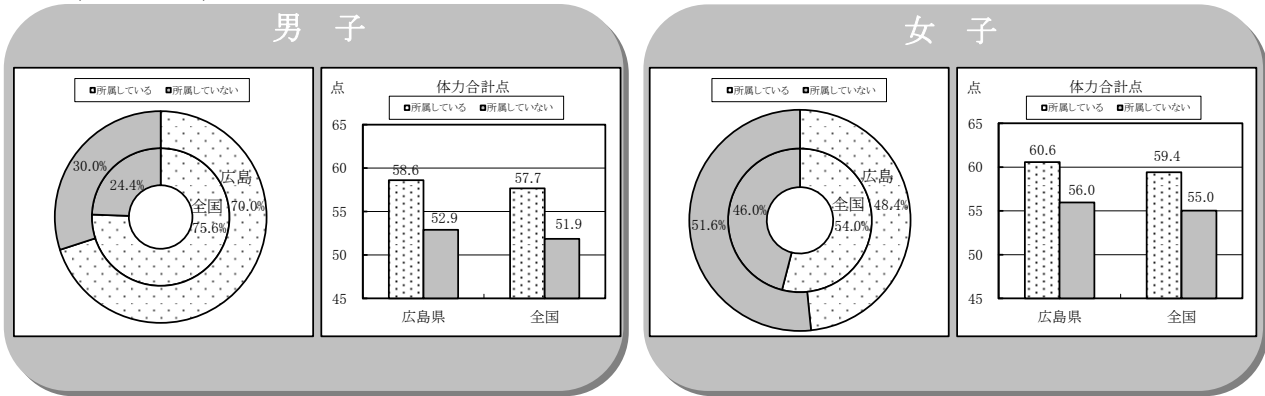 男　子
□所属している　□所属していない
30.0%
24.4%
広島
70.0%
全国
75.6%
点
体力合計点
□所属している　□所属していない
65
60
55
50
45
58.6
52.9
57.7
51.9
広島県
全国
女　子
□所属している　□所属していない
51.6%
46.0%
広島
48.4%
全国
54.0%
点
体力合計点
□所属している　□所属していない
65
60
55
50
45
60.6
56.0
59.4
55.0
広島県
全国